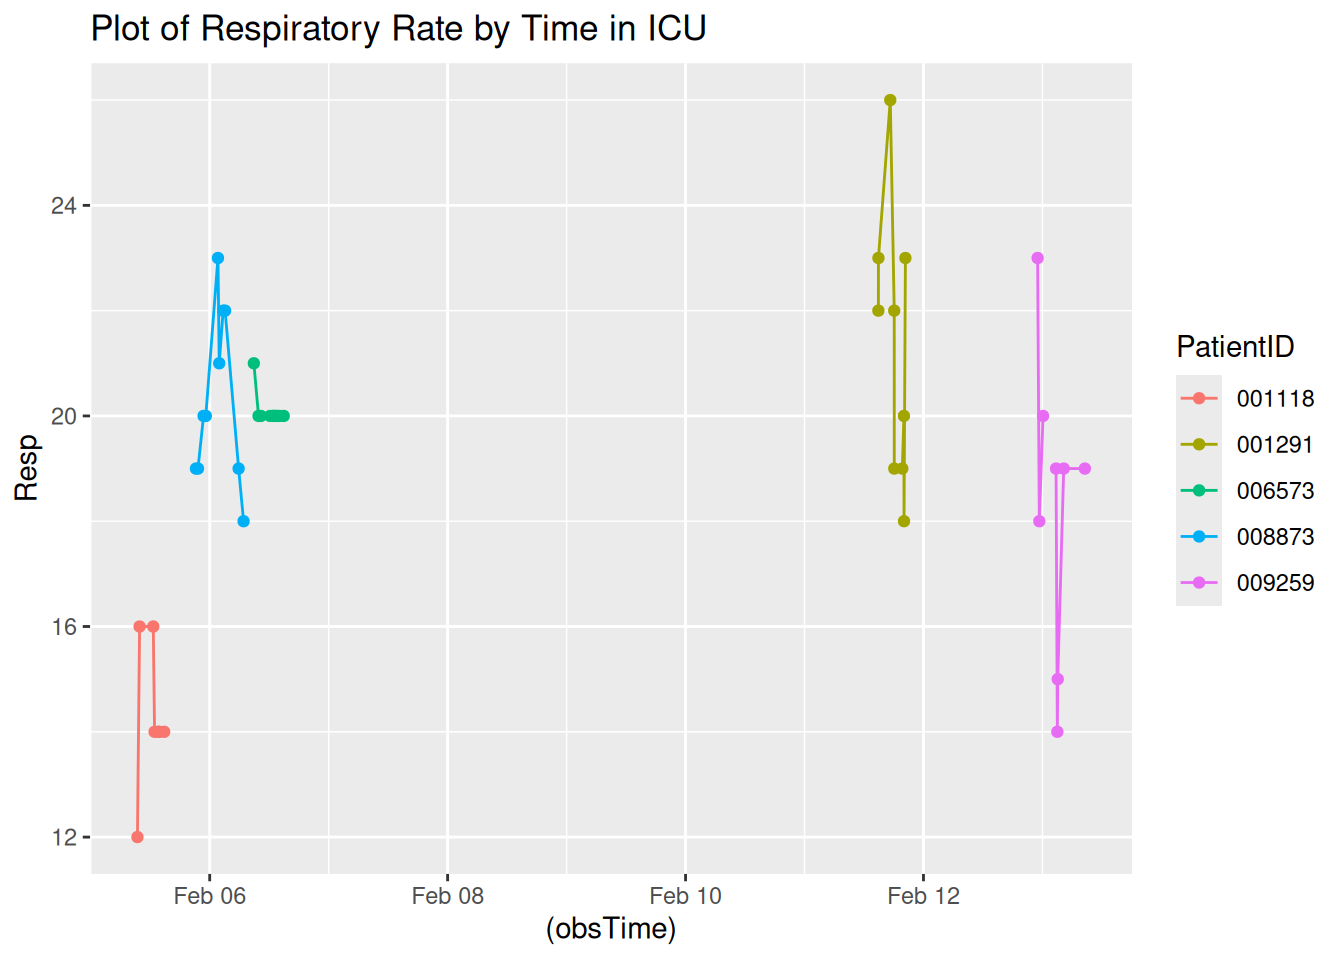 Plot of Respiratory Rate by Time in ICU
24
20
16
12
Resp
Feb 06
Feb 08
Feb 10
Feb 12
(obsTime)
PatientID
001118
001291
006573
008873
009259